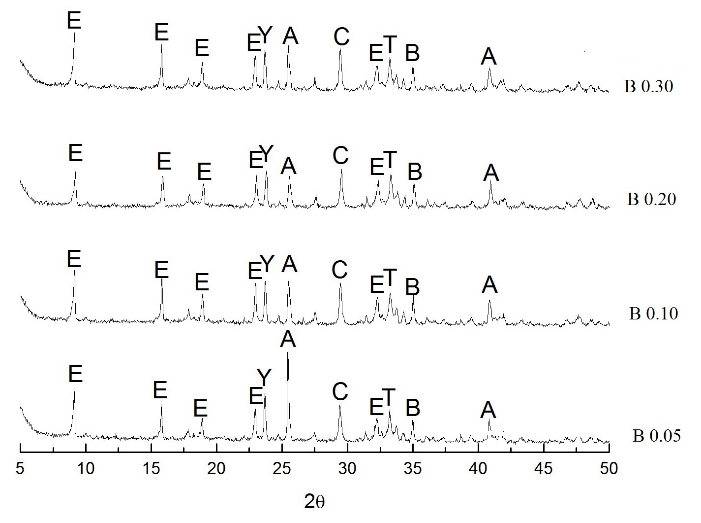 E E E E Y A C E T B A
B 0.30
E E E E Y A C E T B A
B 0.20
E E E E Y A C E T B A
B 0.10
E E E E Y A C E T B A
B 0.05
5 10 15 20 25 30 35 40 45 50
2θ